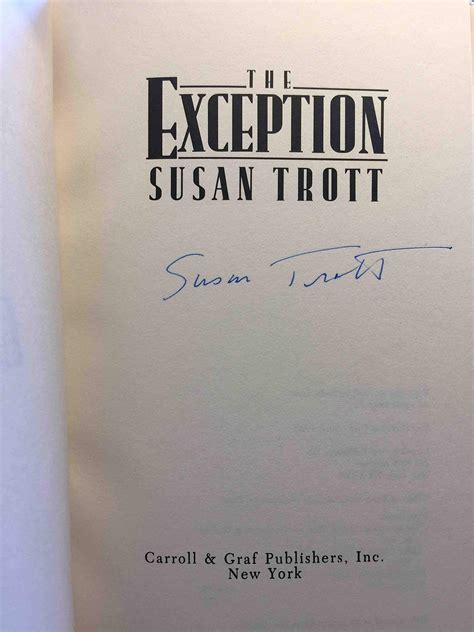 THE
EXCEPTION
SUSAN TROTT
Susan Trott
Carroll & Graf Publishers, Inc.
New York